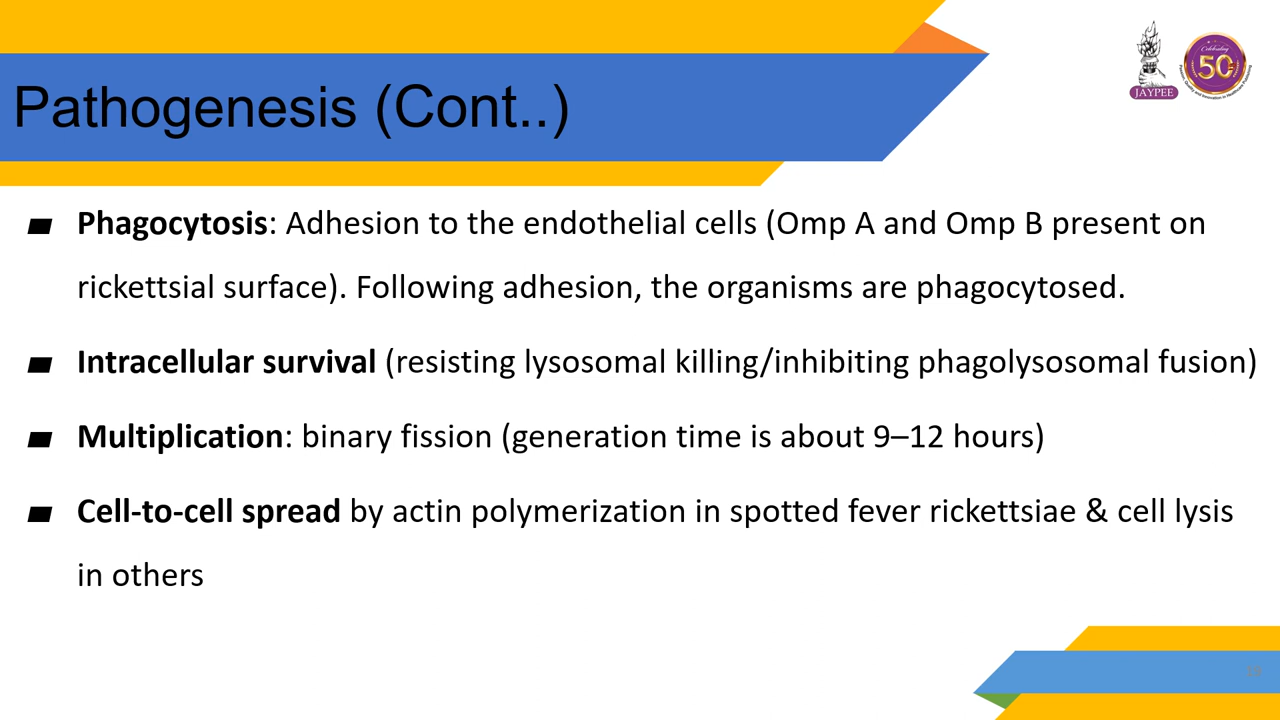 Pathogenesis (Cont..)
JAYPEE
Celebrating
50
Phagocytosis: Adhesion to the endothelial cells (Omp A and Omp B present on
rickettsial surface). Following adhesion, the organisms are phagocytosed.
Intracellular survival (resisting lysosomal killing/inhibiting phagolysosomal fusion)
Multiplication: binary fission (generation time is about 9–12 hours)
Cell-to-cell spread by actin polymerization in spotted fever rickettsiae & cell lysis
in others